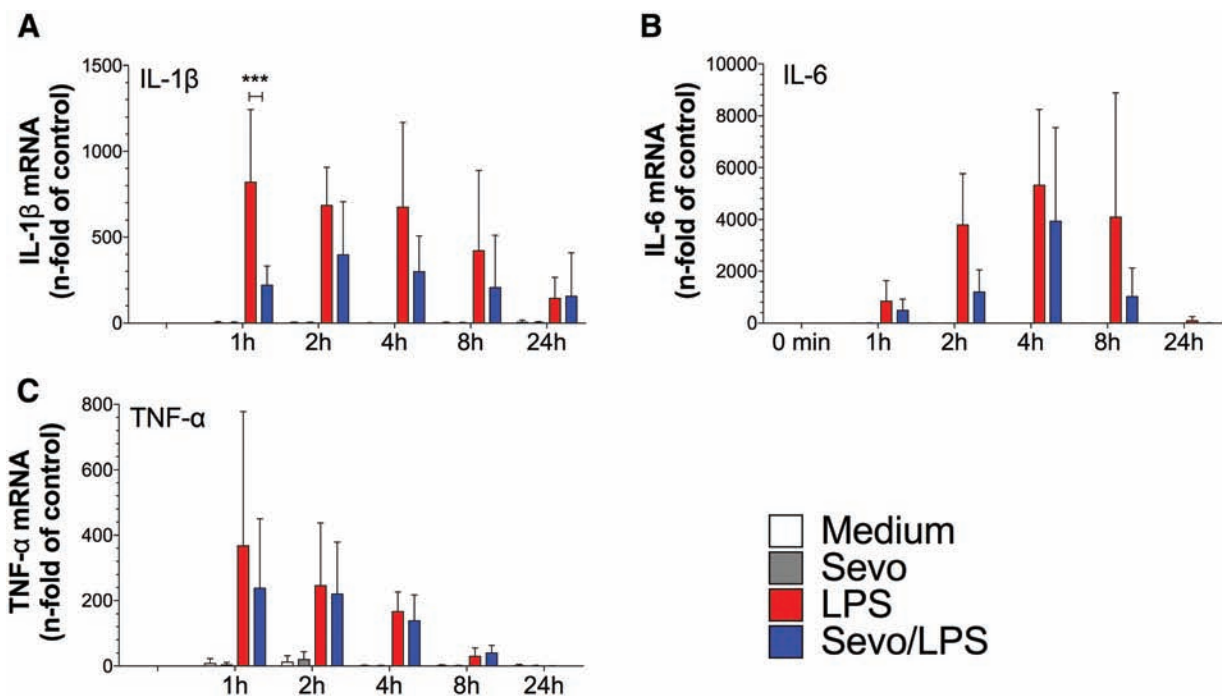 A
IL-1β
***
IL-1β mRNA
(n-fold of control)
1500
1000
500
0
1h 2h 4h 8h 24h
B
IL-6
IL-6 mRNA
(n-fold of control)
10000
8000
6000
4000
2000
0
0 min 1h 2h 4h 8h 24h
C
TNF-α
TNF-α mRNA
(n-fold of control)
800
600
400
200
0
1h 2h 4h 8h 24h
Medium
Sevo
LPS
Sevo/LPS